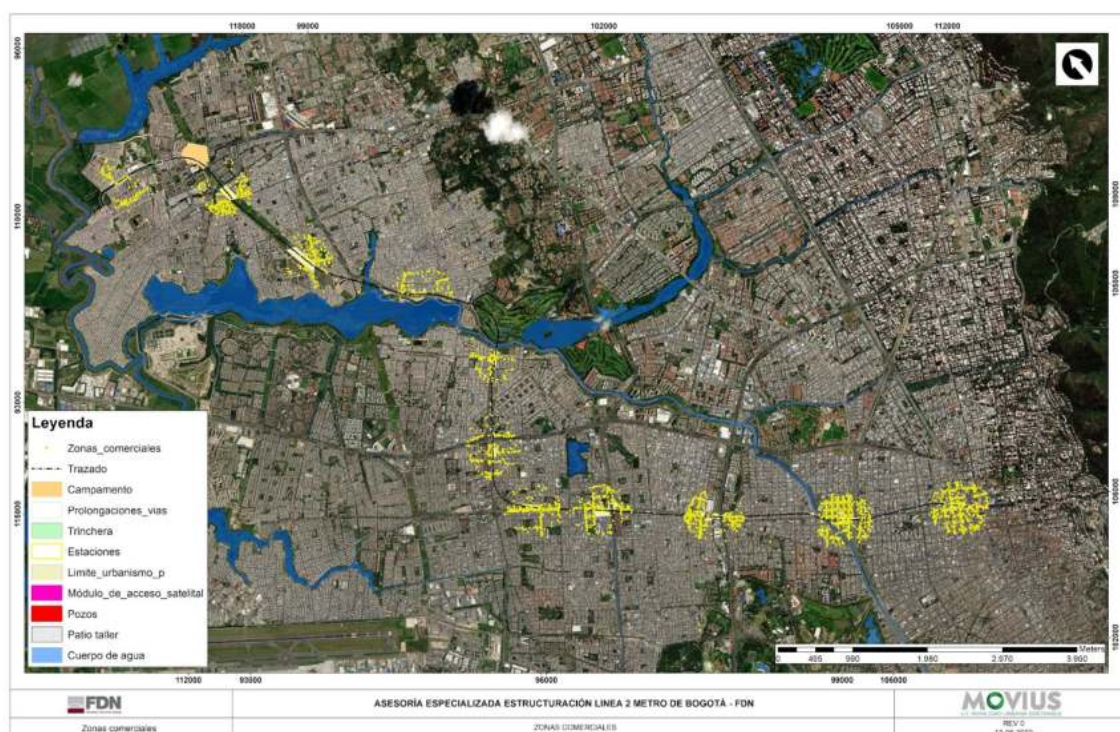 118000 99000 102000 105000 112000
96000
110000
93000
115000
100000
105000
106000
102000
Leyenda
Zonas_comerciales
Trazado
Campamento
Prolongaciones_vias
Trinchera
Estaciones
Limite_urbanismo_p
Módulo_de_acceso_satelital
Pozos
Patio taller
Cuerpo de agua
Meters
0 495 990 1.980 2.970 3.960
112000 93000 96000 99000 106000
FDN
ASESORÍA ESPECIALIZADA ESTRUCTURACIÓN LINEA 2 METRO DE BOGOTÁ - FDN
MOVIUS
Zonas comerciales
ZONAS COMERCIALES
REV.0